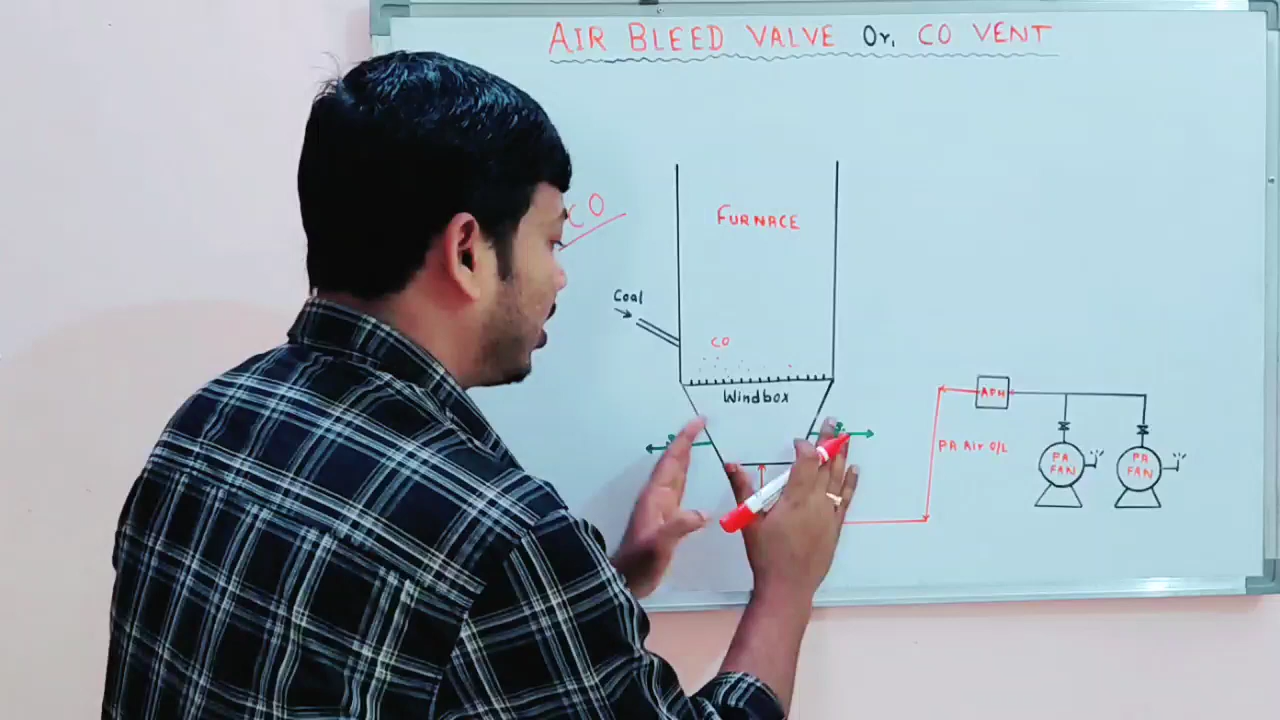 AIR BLEED VALVE Or, CO VENT
CO
FURNACE
Coal
CO
Windbox
APH
PA Air O/L
PA FAN
PA FAN